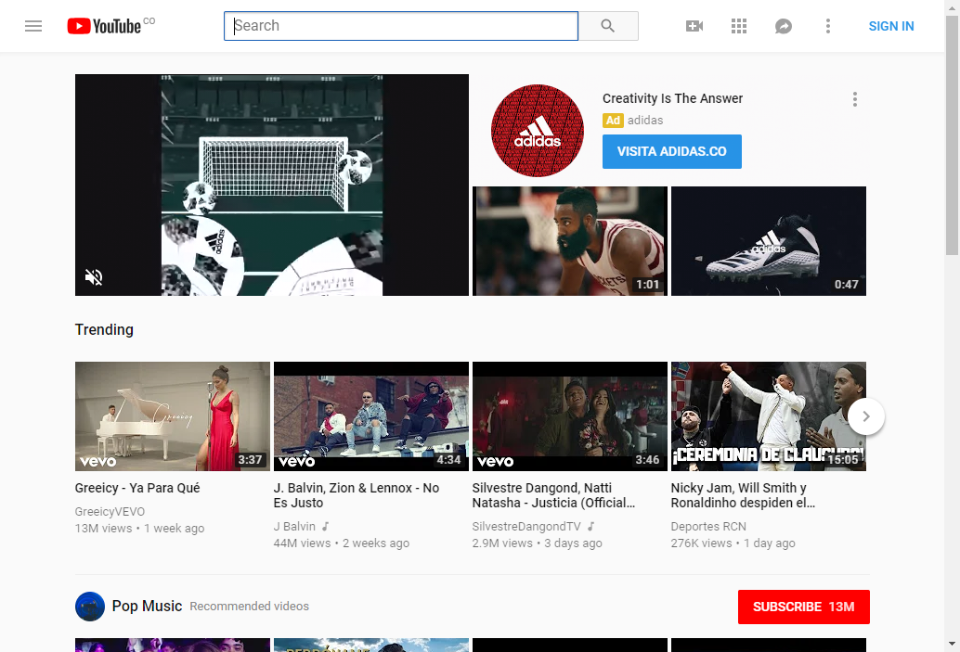 YouTube CO
Search
SIGN IN
Creativity Is The Answer
Ad adidas
VISITA ADIDAS.CO
adidas
adidas
1:01
0:47
Trending
Greeicy
vevo
3:37
vevo
4:34
vevo
3:46
¡CEREMONIA DE
15:05
Greeicy - Ya Para Qué
GreeicyVEVO
13M views • 1 week ago
J. Balvin, Zion & Lennox - No
Es Justo
J Balvin
44M views • 2 weeks ago
Silvestre Dangond, Natti
Natasha - Justicia (Official...
SilvestreDangondTV
2.9M views • 3 days ago
Nicky Jam, Will Smith y
Ronaldinho despiden el...
Deportes RCN
276K views • 1 day ago
Pop Music Recommended videos
SUBSCRIBE 13M